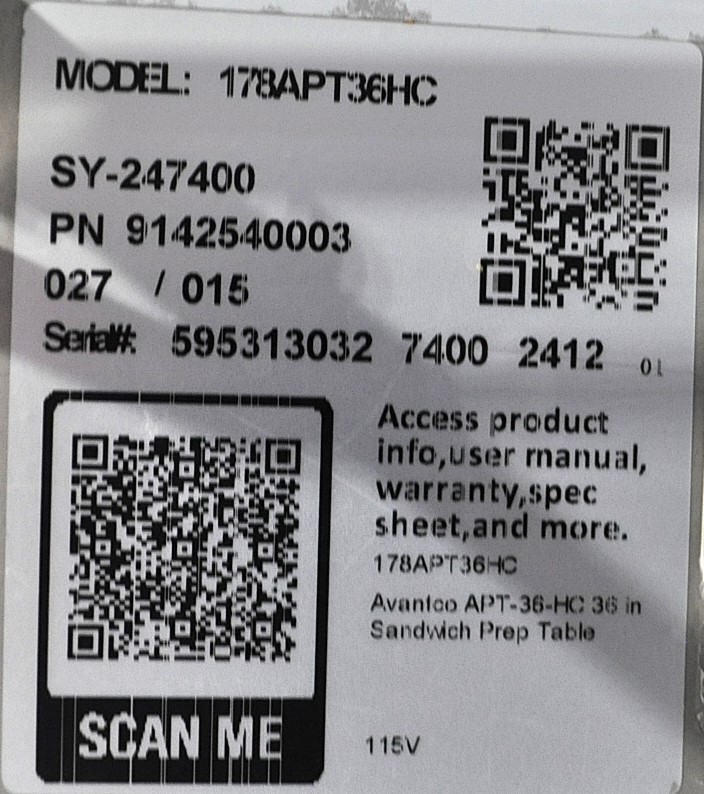 MODEL: 178APT36HC
SY-247400
PN 9142540003
027 / 015
Serial#: 595313032 7400 2412 01
Access product
info,user manual,
warranty,spec
sheet,and more.
178APT36HC
Avantco APT-36-HC 36 in
Sandwich Prep Table
SCAN ME
115V